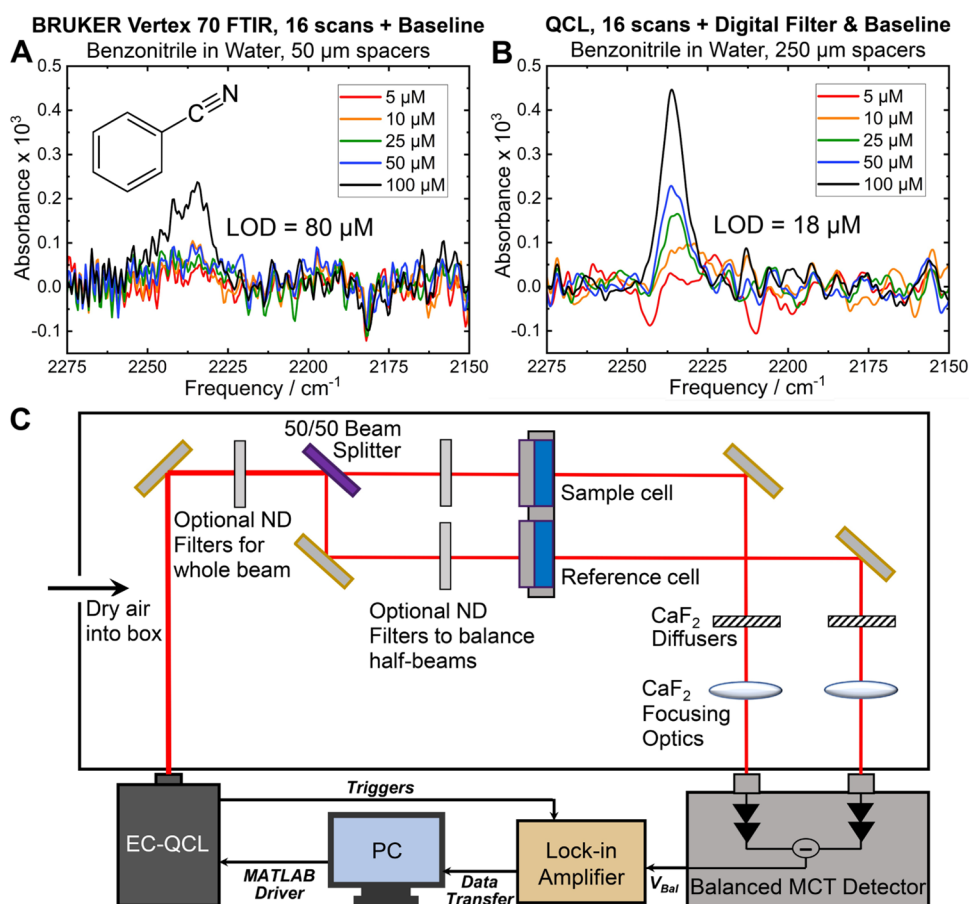 BRUKER Vertex 70 FTIR, 16 scans + Baseline
A
Benzonitrile in Water, 50 µm spacers
0.5
0.4
0.3
0.2
0.1
0.0
-0.1
Absorbance x 10³
C
N
5 µM
10 µM
25 µM
50 µM
100 µM
LOD = 80 µM
2275
2250
2225
2200
2175
2150
Frequency / cm⁻¹
QCL, 16 scans + Digital Filter & Baseline
B
Benzonitrile in Water, 250 µm spacers
0.5
0.4
0.3
0.2
0.1
0.0
-0.1
Absorbance x 10³
5 µM
10 µM
25 µM
50 µM
100 µM
LOD = 18 µM
2275
2250
2225
2200
2175
2150
Frequency / cm⁻¹
C
50/50 Beam
Splitter
Optional ND
Filters for
whole beam
Sample cell
Reference cell
Dry air
into box
Optional ND
Filters to balance
half-beams
CaF₂
Diffusers
CaF₂
Focusing
Optics
Triggers
EC-QCL
MATLAB
Driver
PC
Data
Transfer
Lock-in
Amplifier
V_Bal
−
Balanced MCT Detector